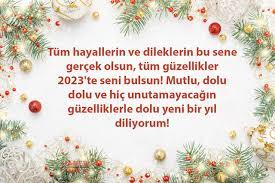 Tüm hayallerin ve dileklerin bu sene
gerçek olsun, tüm güzellikler
2023'te seni bulsun! Mutlu, dolu
dolu ve hiç unutamayacağın
güzelliklerle dolu yeni bir yıl
diliyorum!